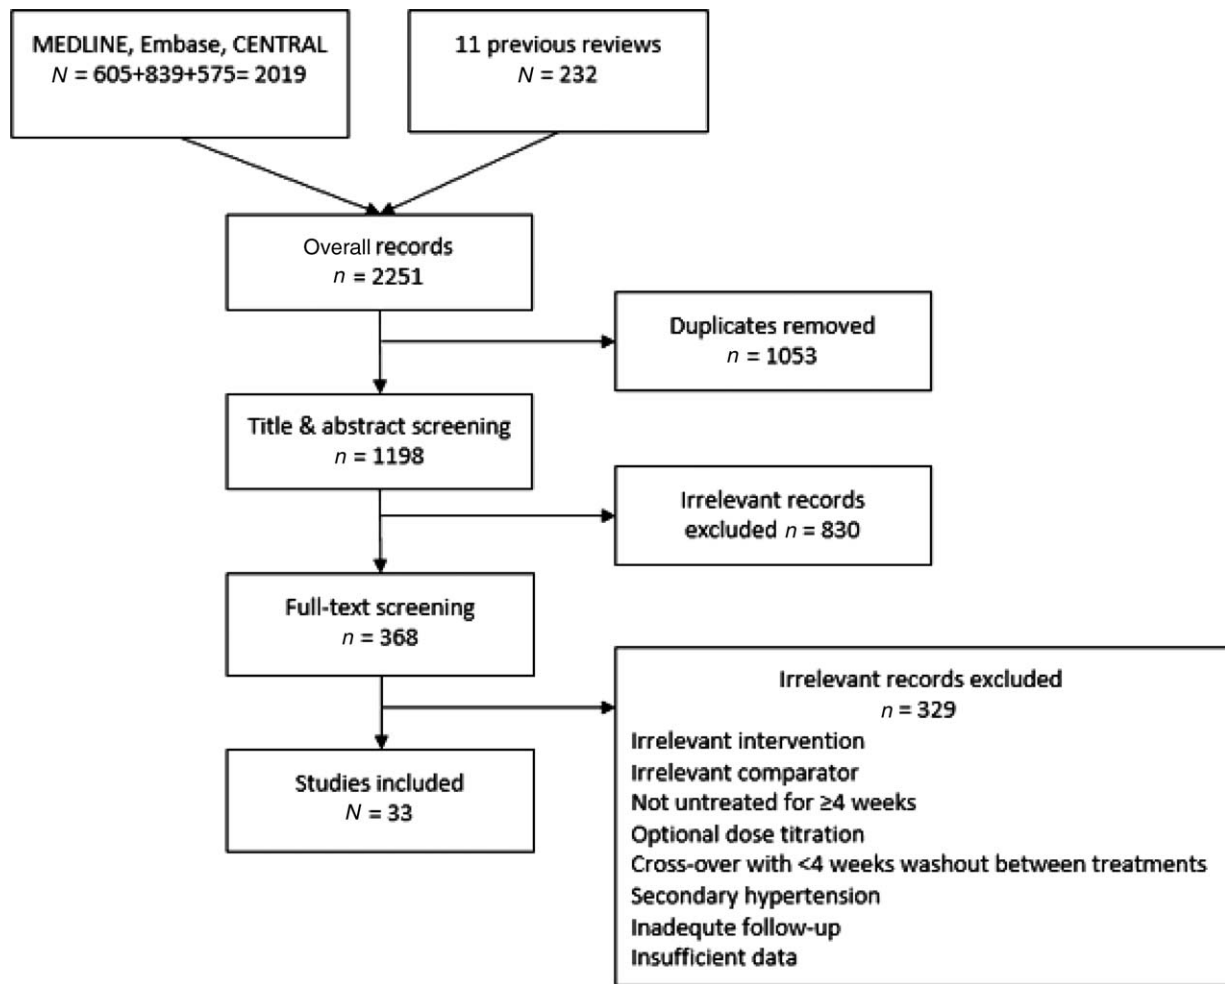 MEDLINE, Embase, CENTRAL
N = 605+839+575= 2019
11 previous reviews
N = 232
Overall records
n = 2251
Duplicates removed
n = 1053
Title & abstract screening
n = 1198
Irrelevant records
excluded n = 830
Full-text screening
n = 368
Irrelevant records excluded
n = 329
Irrelevant intervention
Irrelevant comparator
Not untreated for ≥4 weeks
Optional dose titration
Cross-over with <4 weeks washout between treatments
Secondary hypertension
Inadequte follow-up
Insufficient data
Studies included
N = 33